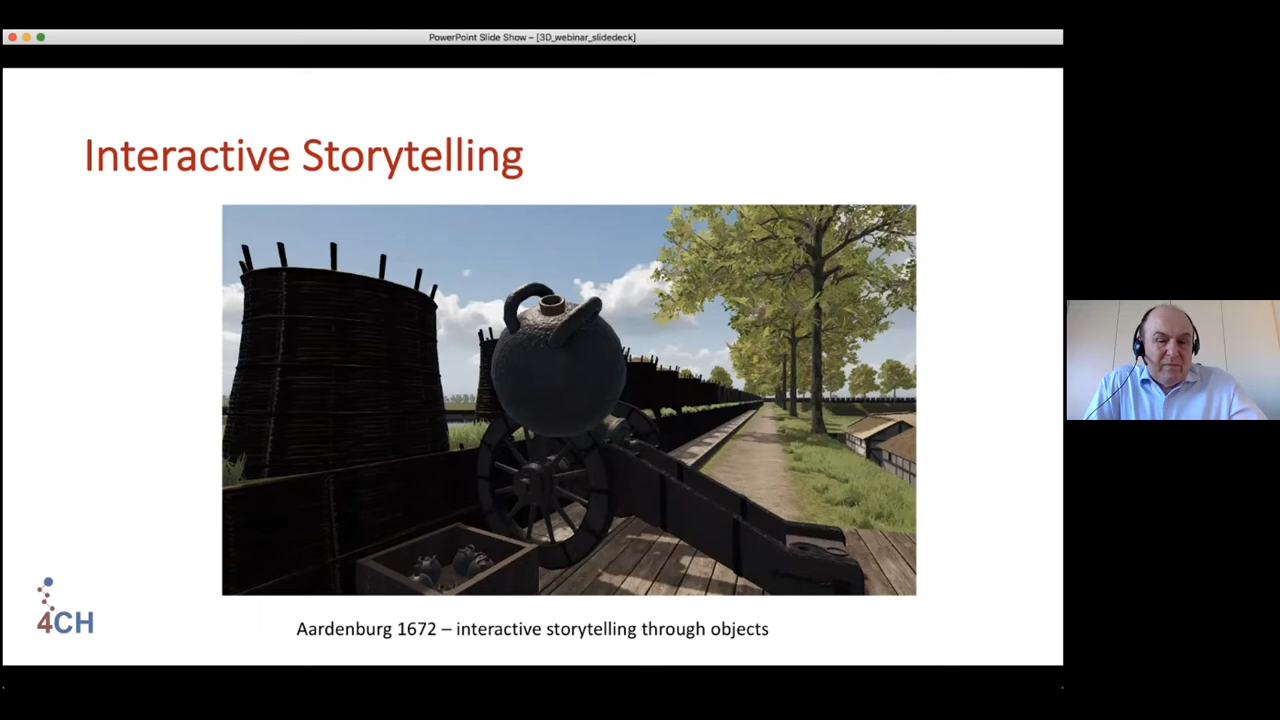 PowerPoint Slide Show – [3D_webinar_slidedeck]
Interactive Storytelling
4CH
Aardenburg 1672 – interactive storytelling through objects